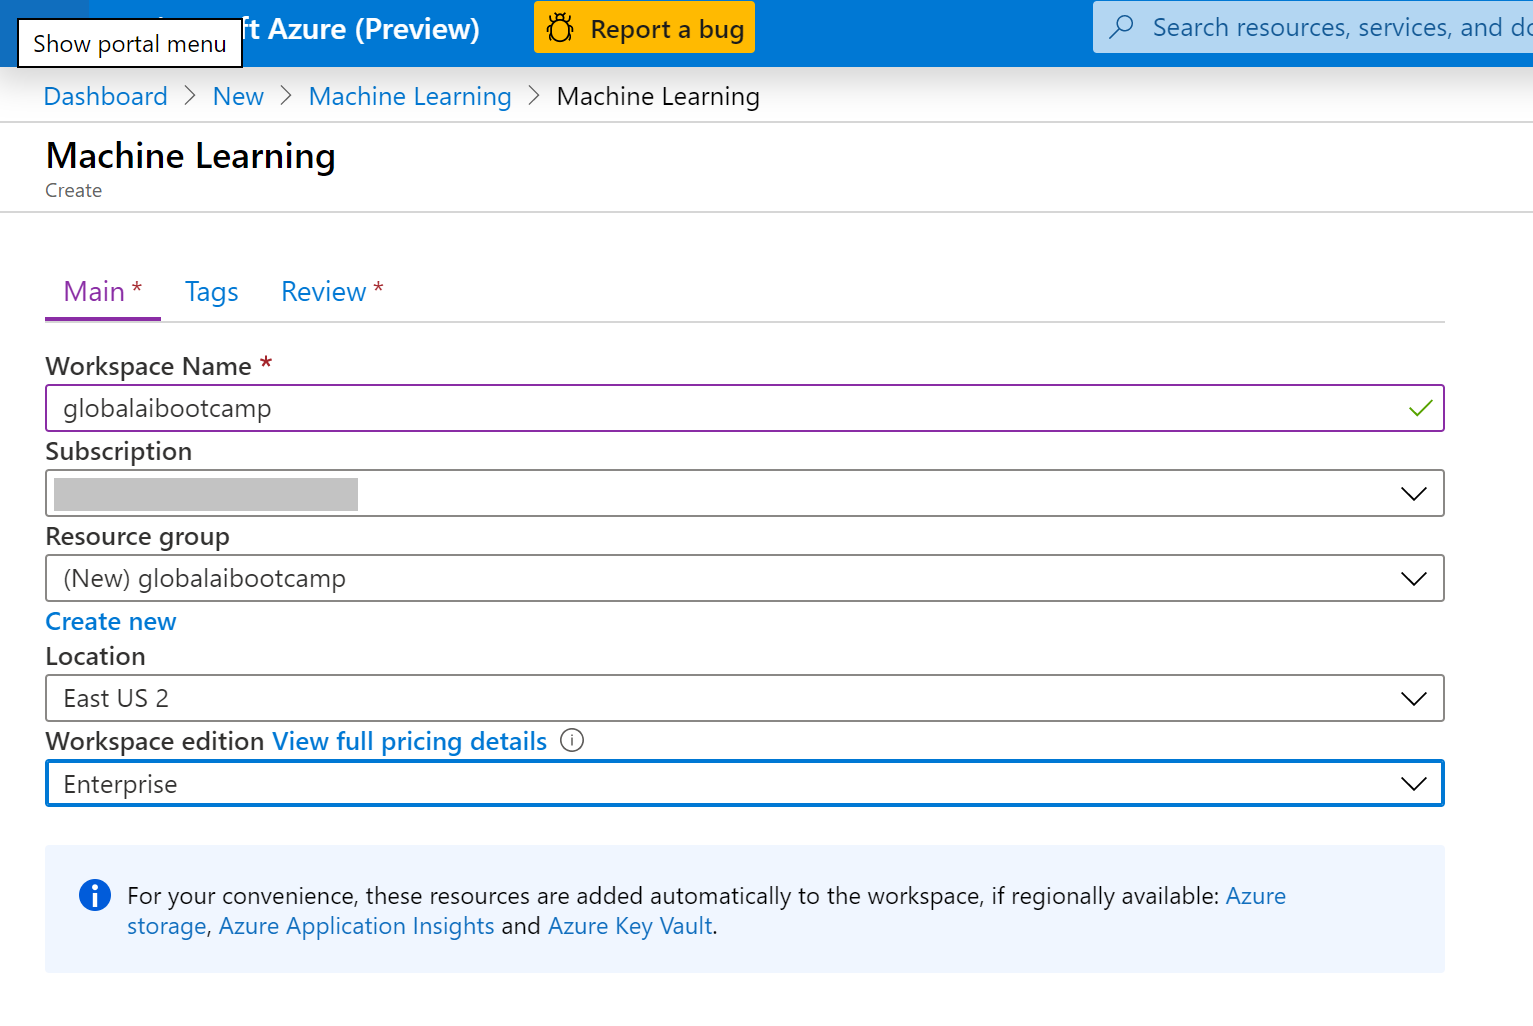 Show portal menu
ft Azure (Preview)
Report a bug
Search resources, services, and do
Dashboard > New > Machine Learning > Machine Learning
Machine Learning
Create
Main * Tags Review *
Workspace Name *
globalaibootcamp
Subscription
Resource group
(New) globalaibootcamp
Create new
Location
East US 2
Workspace edition View full pricing details
Enterprise
For your convenience, these resources are added automatically to the workspace, if regionally available: Azure
storage, Azure Application Insights and Azure Key Vault.